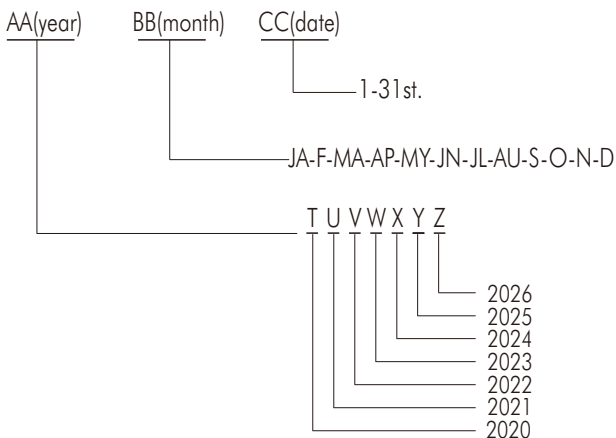 AA(year) BB(month) CC(date)
1-31st.
JA-F-MA-AP-MY-JN-JL-AU-S-O-N-D
T U V W X Y Z
2026
2025
2024
2023
2022
2021
2020